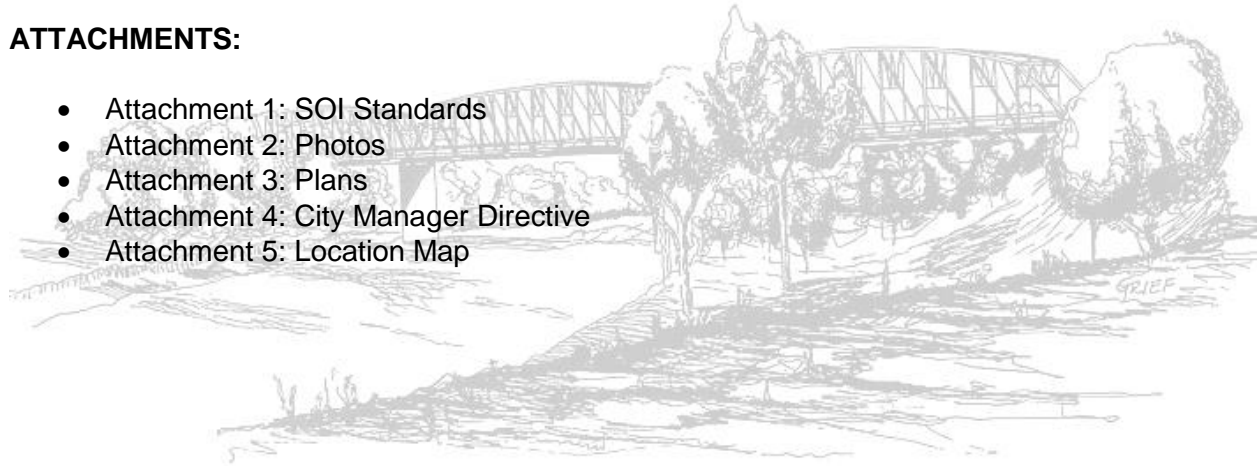 ATTACHMENTS:
• Attachment 1: SOI Standards
• Attachment 2: Photos
• Attachment 3: Plans
• Attachment 4: City Manager Directive
• Attachment 5: Location Map
GRIEF